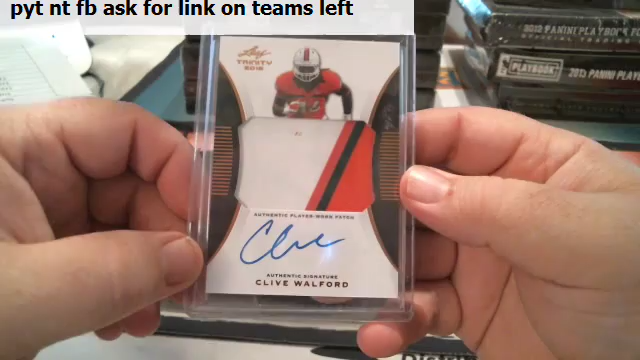 pyt nt fb ask for link on teams left
Leaf
TRINITY
AUTHENTIC PLAYER-WORN PATCH
AUTHENTIC SIGNATURE
CLIVE WALFORD
2013 PANINI PLAYBOOK
PLAYBOOK
2013 PANINI PLAY